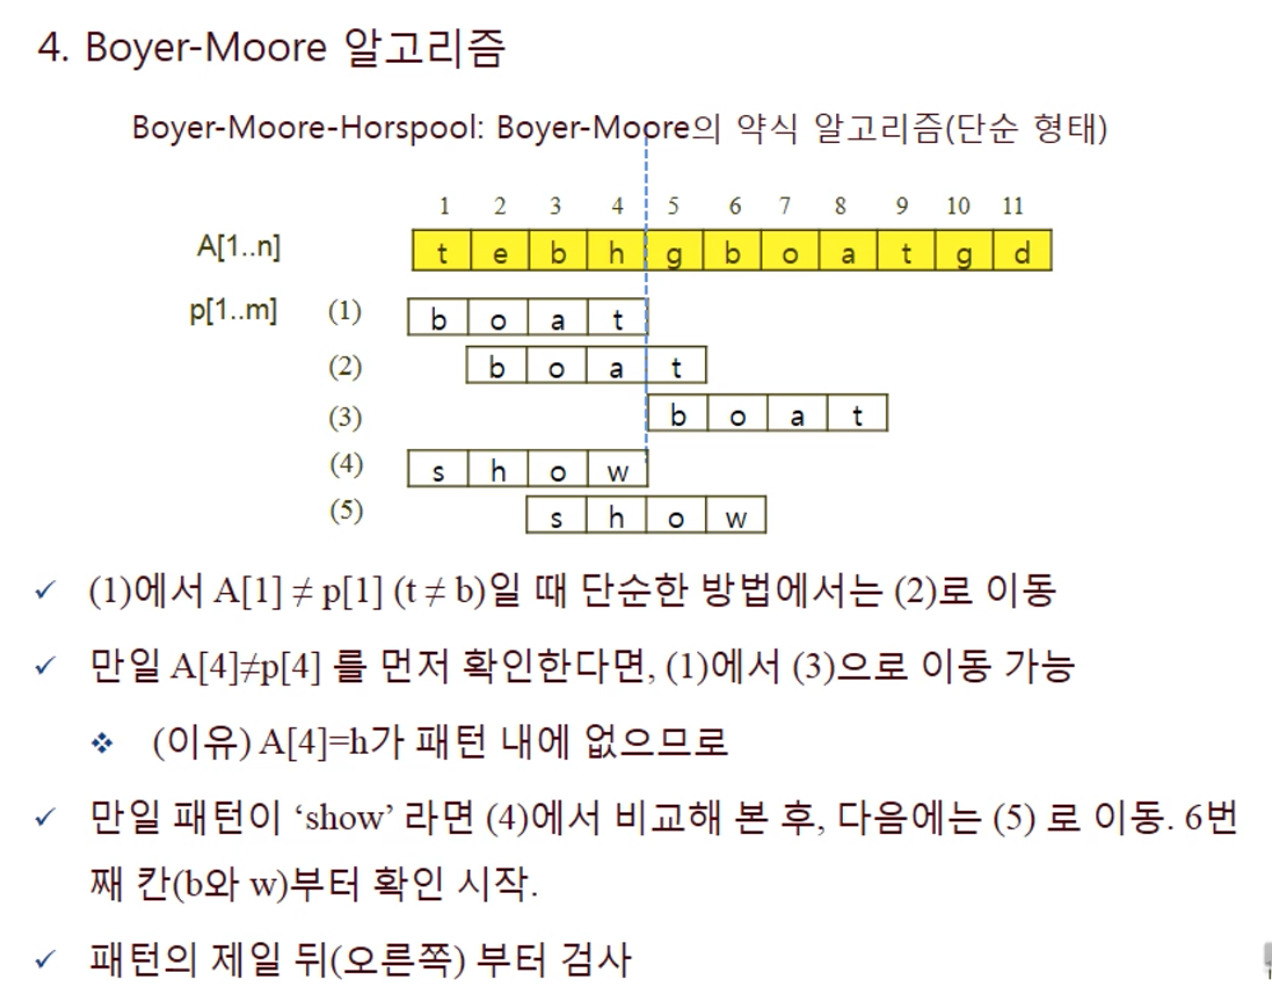 4. Boyer-Moore 알고리즘
Boyer-Moore-Horspool: Boyer-Moore의 약식 알고리즘(단순 형태)
1 2 3 4 5 6 7 8 9 10 11
A[1..n] t e b h g b o a t g d
p[1..m] (1) b o a t
(2) b o a t
(3) b o a t
(4) s h o w
(5) s h o w
✓ (1)에서 A[1] ≠ p[1] (t ≠ b)일 때 단순한 방법에서는 (2)로 이동
✓ 만일 A[4]≠p[4] 를 먼저 확인한다면, (1)에서 (3)으로 이동 가능
❖ (이유) A[4]=h가 패턴 내에 없으므로
✓ 만일 패턴이 ‘show’ 라면 (4)에서 비교해 본 후, 다음에는 (5) 로 이동. 6번
째 칸(b와 w)부터 확인 시작.
✓ 패턴의 제일 뒤(오른쪽) 부터 검사